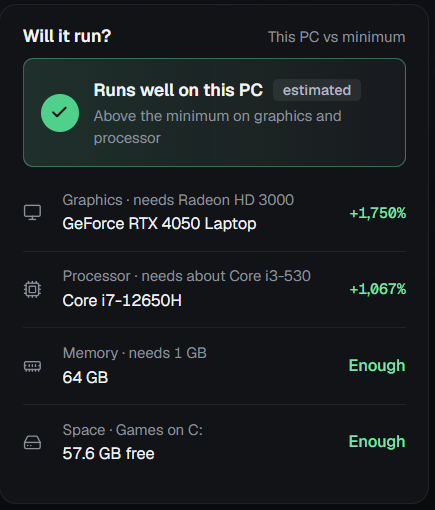 Will it run?
This PC vs minimum
Runs well on this PC
estimated
Above the minimum on graphics and
processor
Graphics · needs Radeon HD 3000
GeForce RTX 4050 Laptop
+1,750%
Processor · needs about Core i3-530
Core i7-12650H
+1,067%
Memory · needs 1 GB
64 GB
Enough
Space · Games on C:
57.6 GB free
Enough